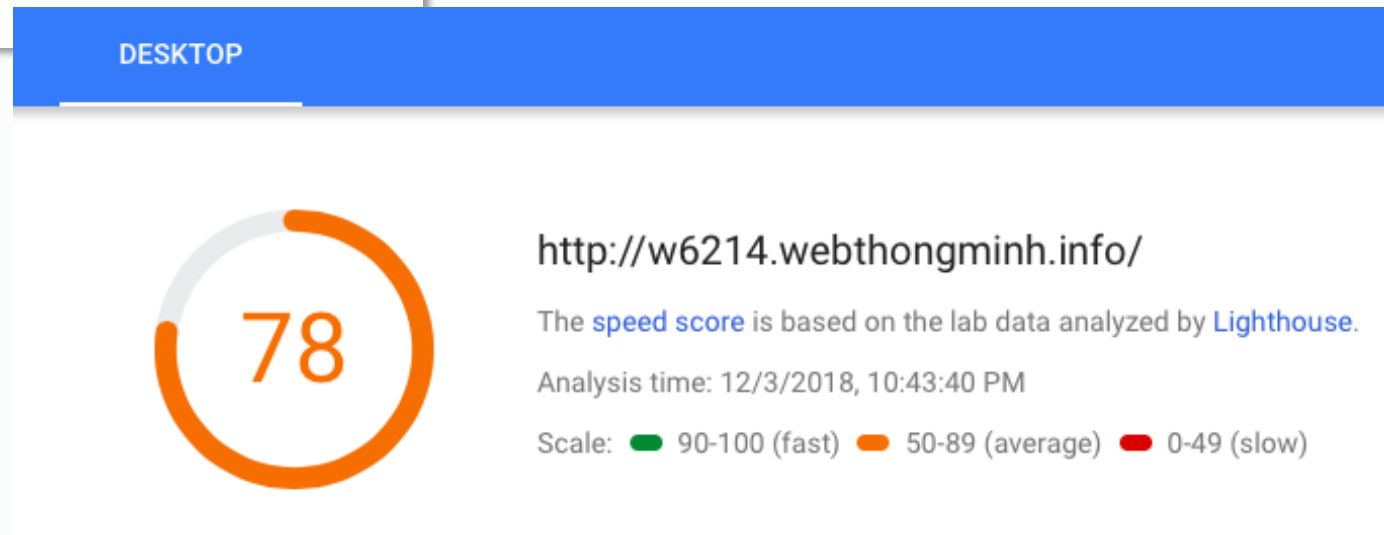 DESKTOP
78
http://w6214.webthongminh.info/
The speed score is based on the lab data analyzed by Lighthouse.
Analysis time: 12/3/2018, 10:43:40 PM
Scale: 90-100 (fast) 50-89 (average) 0-49 (slow)